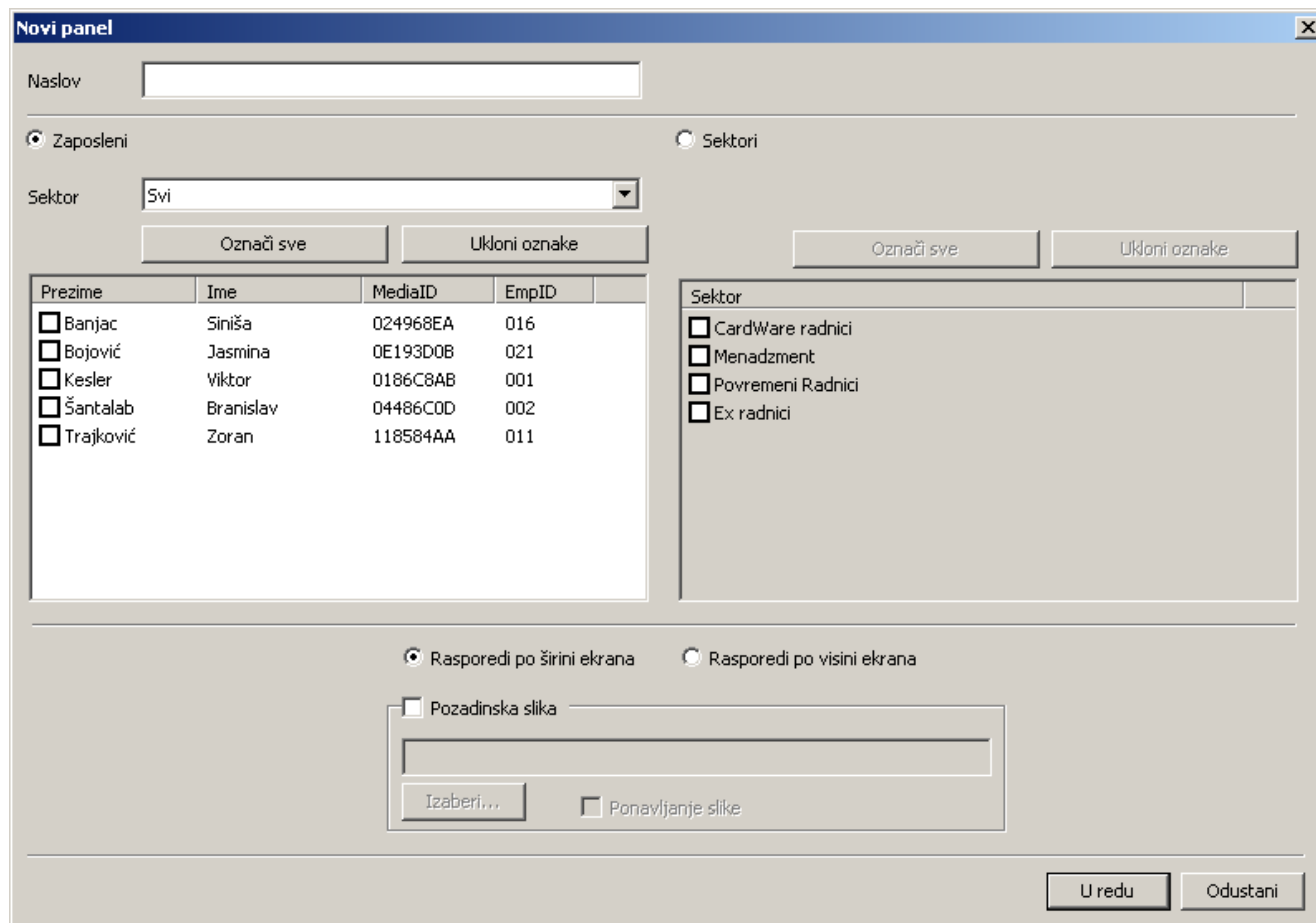 Novi panel
Naslov
Zaposleni
Sektori
Sektor Svi
Označi sve Ukloni oznake
Označi sve Ukloni oznake
Prezime Ime MediaID EmpID
Banjac Siniša 024968EA 016
Bojović Jasmina 0E193D0B 021
Kesler Viktor 0186C8AB 001
Šantalab Branislav 04486C0D 002
Trajković Zoran 118584AA 011
Sektor
CardWare radnici
Menadzment
Povremeni Radnici
Ex radnici
Rasporedi po širini ekrana Rasporedi po visini ekrana
Pozadinska slika
Izaberi... Ponavljanje slike
U redu Odustani